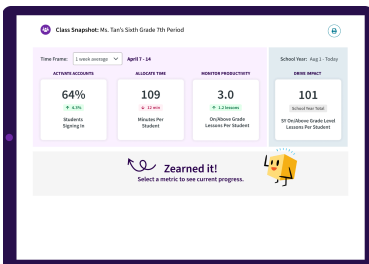 Class Snapshot: Ms. Tan's Sixth Grade 7th Period
Time Frame: 1 week average April 7 - 14 School Year: Aug 1 - Today
ACTIVATE ACCOUNTS ALLOCATE TIME MONITOR PRODUCTIVITY DRIVE IMPACT
64% 109 3.0 101
4.5% 12 min 1.2 lessons School Year Total
Students Minutes Per On/Above Grade SY On/Above Grade Level
Signing In Student Lessons Per Student Lessons Per Student
Zearned it!
Select a metric to see current progress.